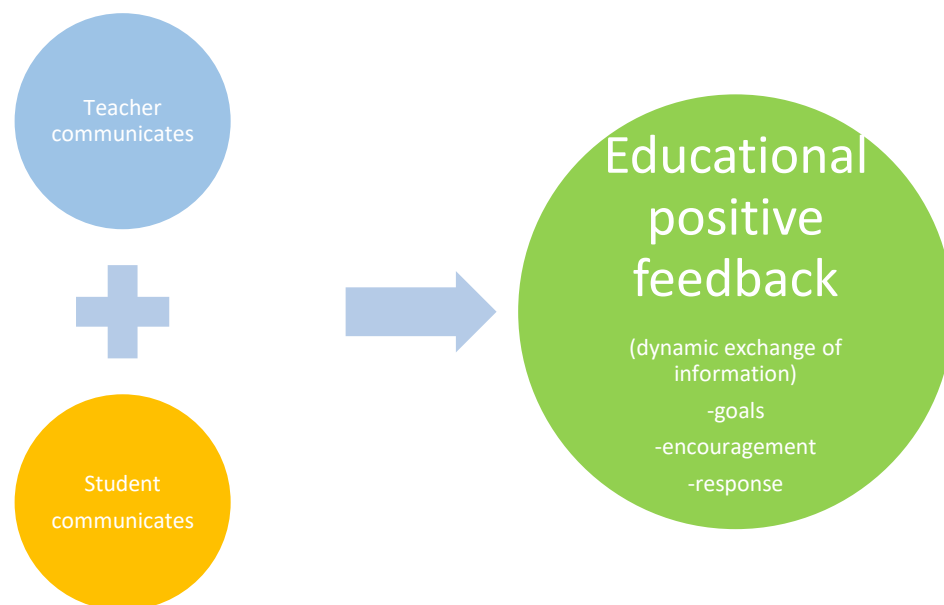 Teacher
communicates
Student
communicates
Educational
positive
feedback
(dynamic exchange of
information)
-goals
-encouragement
-response